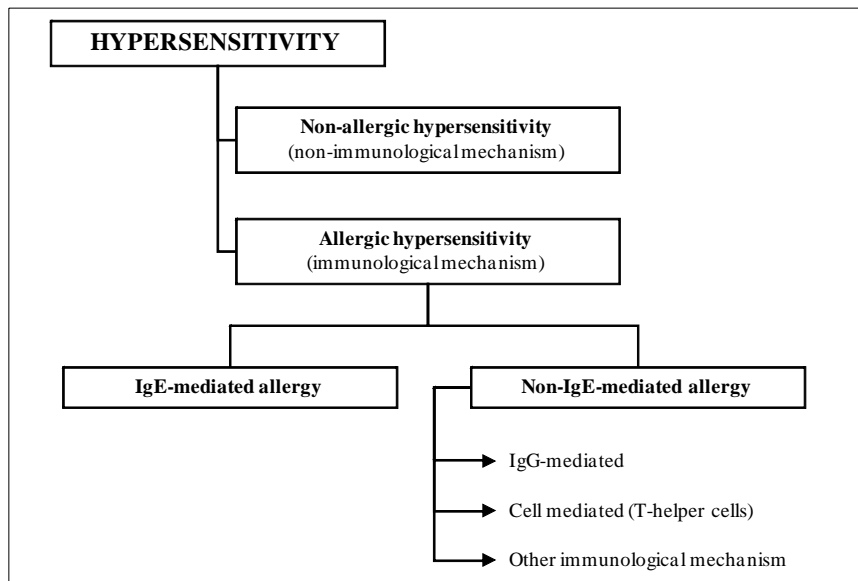 HYPERSENSITIVITY
Non-allergic hypersensitivity
(non-immunological mechanism)
Allergic hypersensitivity
(immunological mechanism)
IgE-mediated allergy
Non-IgE-mediated allergy
IgG-mediated
Cell mediated (T-helper cells)
Other immunological mechanism